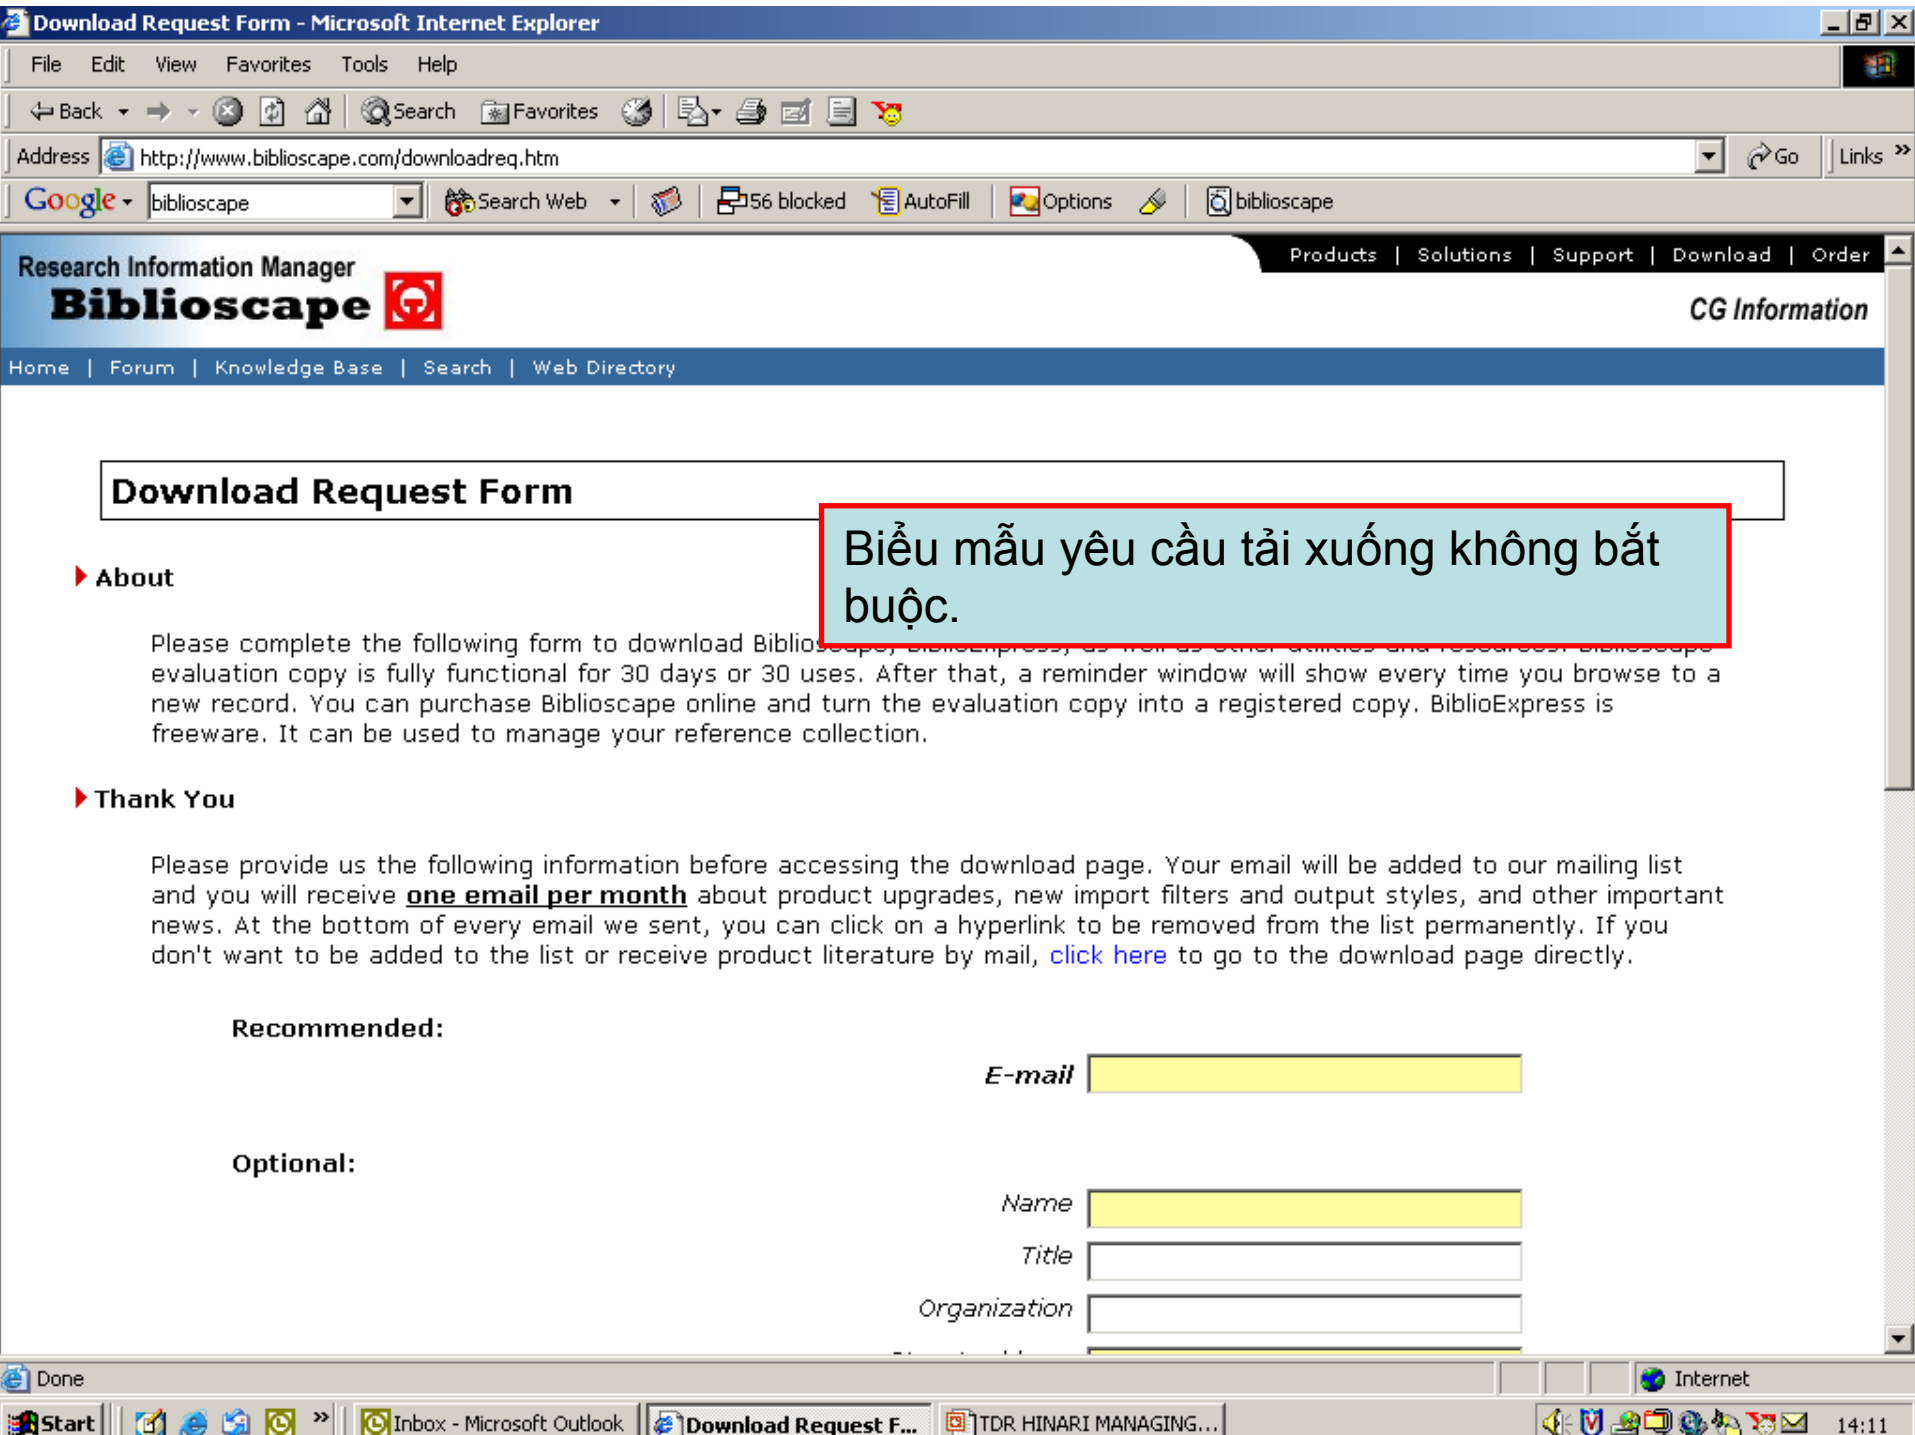 Download Request Form - Microsoft Internet Explorer
File Edit View Favorites Tools Help
Back Search Favorites
Address http://www.biblioscape.com/downloadreq.htm Go Links »
Google biblioscape Search Web 56 blocked AutoFill Options biblioscape
Products | Solutions | Support | Download | Order
Research Information Manager
Biblioscape
CG Information
Home | Forum | Knowledge Base | Search | Web Directory
Download Request Form
Biểu mẫu yêu cầu tải xuống không bắt
buộc.
About
Please complete the following form to download Biblioscape, BiblioExpress, as well as other utilities and resources. Biblioscape
evaluation copy is fully functional for 30 days or 30 uses. After that, a reminder window will show every time you browse to a
new record. You can purchase Biblioscape online and turn the evaluation copy into a registered copy. BiblioExpress is
freeware. It can be used to manage your reference collection.
Thank You
Please provide us the following information before accessing the download page. Your email will be added to our mailing list
and you will receive one email per month about product upgrades, new import filters and output styles, and other important
news. At the bottom of every email we sent, you can click on a hyperlink to be removed from the list permanently. If you
don't want to be added to the list or receive product literature by mail, click here to go to the download page directly.
Recommended:
E-mail
Optional:
Name
Title
Organization
Done Internet
Start » Inbox - Microsoft Outlook Download Request F... TDR HINARI MANAGING... 14:11